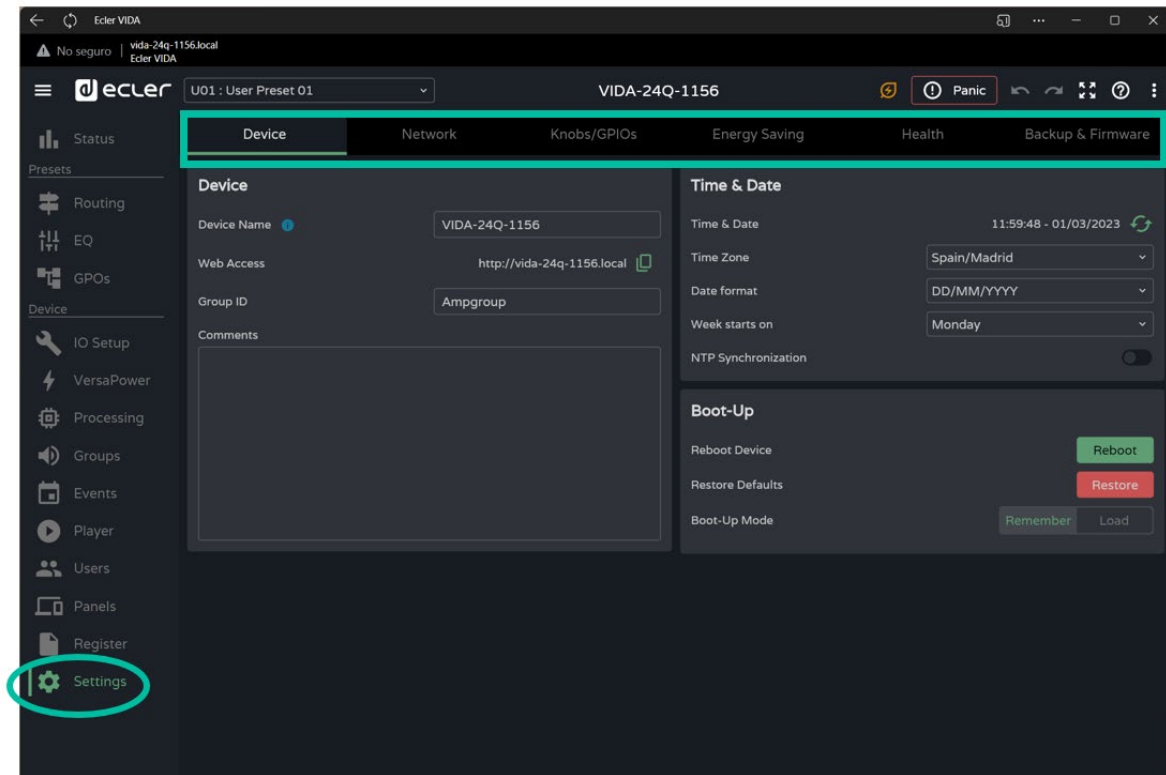 Ecler VIDA
No seguro
vida-24q-1156.local
Ecler VIDA
ecler
U01 : User Preset 01
VIDA-24Q-1156
Panic
Status
Presets
Routing
EQ
GPOs
Device
IO Setup
VersaPower
Processing
Groups
Events
Player
Users
Panels
Register
Settings
Device Network Knobs/GPIOs Energy Saving Health Backup & Firmware
Device
Device Name VIDA-24Q-1156
Web Access http://vida-24q-1156.local
Group ID Ampgroup
Comments
Time & Date
Time & Date 11:59:48 - 01/03/2023
Time Zone Spain/Madrid
Date format DD/MM/YYYY
Week starts on Monday
NTP Synchronization
Boot-Up
Reboot Device Reboot
Restore Defaults Restore
Boot-Up Mode Remember Load